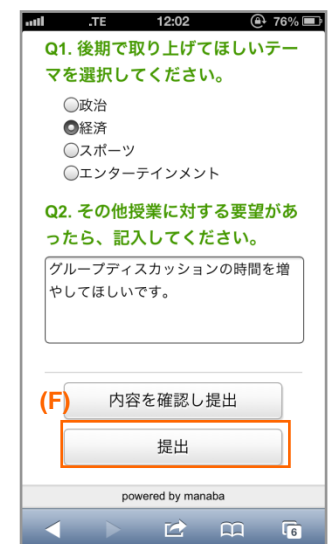 .TE 12:02 76%
Q1. 後期で取り上げてほしいテー
マを選択してください。
政治
経済
スポーツ
エンターテインメント
Q2. その他授業に対する要望があ
ったら、記入してください。
グループディスカッションの時間を増
やしてほしいです。
(F)
内容を確認し提出
提出
powered by manaba
6